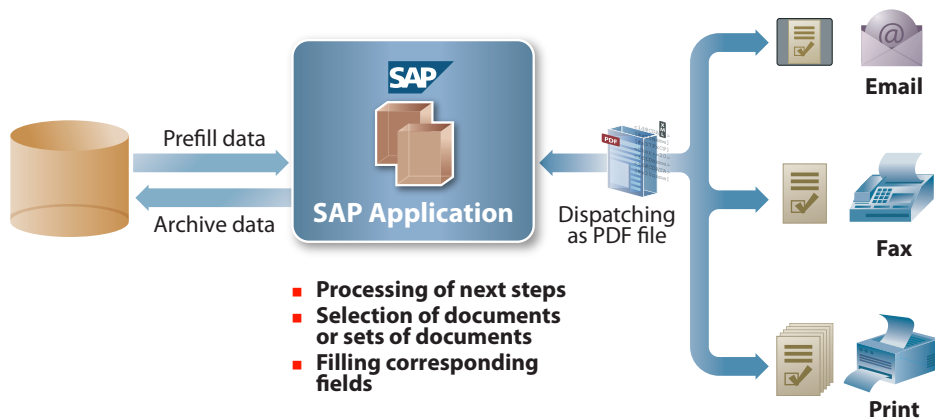 Prefill data
Archive data
SAP
SAP Application
PDF
XML
Dispatching
as PDF file
@
Email
Fax
Print
■ Processing of next steps
■ Selection of documents
or sets of documents
■ Filling corresponding
fields